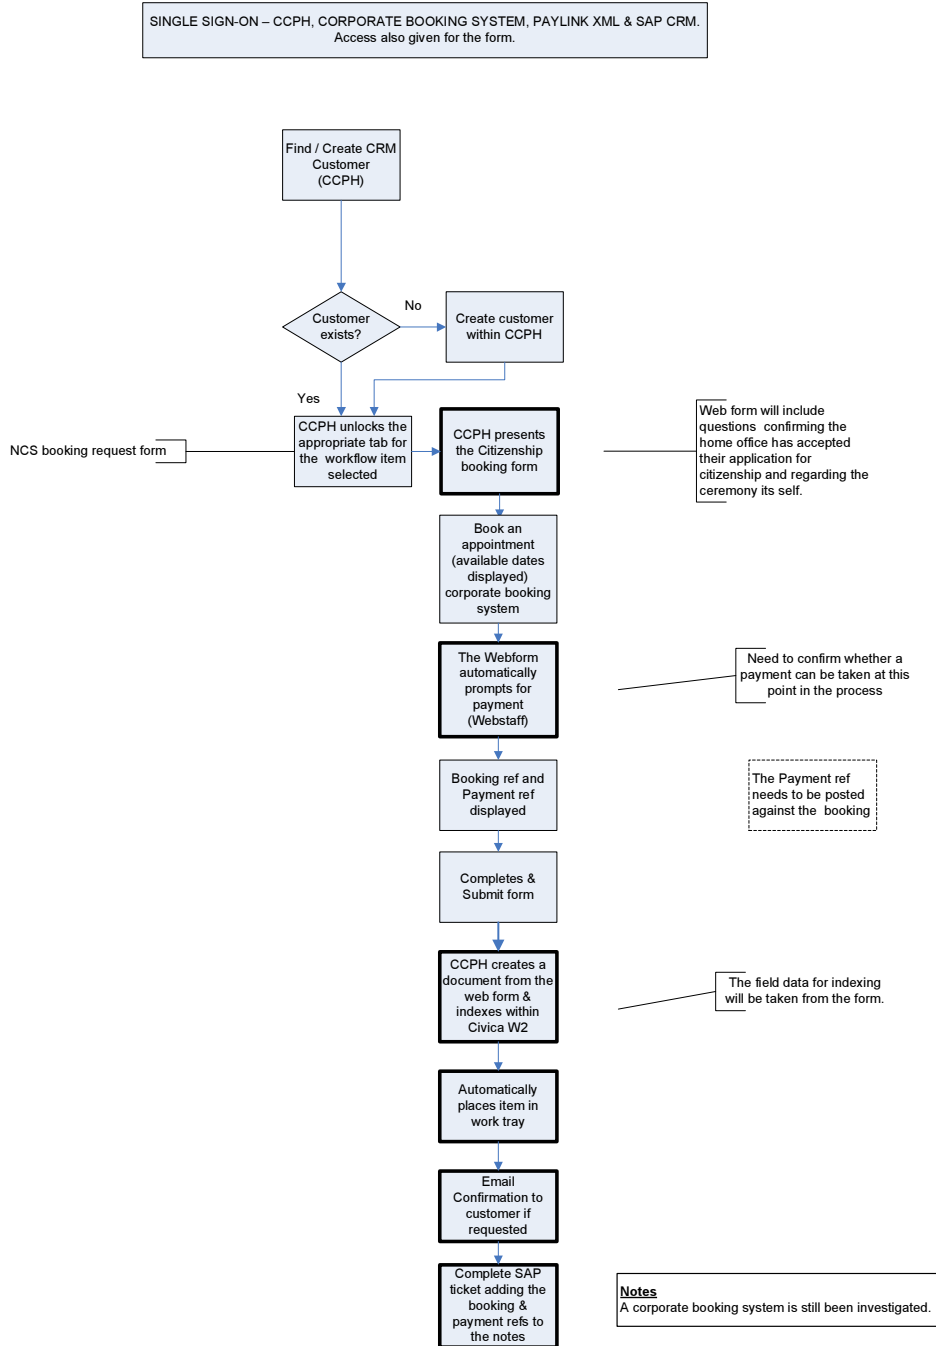 SINGLE SIGN-ON – CCPH, CORPORATE BOOKING SYSTEM, PAYLINK XML & SAP CRM.
Access also given for the form.
Find / Create CRM
Customer
(CCPH)
Customer
exists?
No
Create customer
within CCPH
Yes
NCS booking request form
CCPH unlocks the
appropriate tab for
the workflow item
selected
CCPH presents
the Citizenship
booking form
Web form will include
questions confirming the
home office has accepted
their application for
citizenship and regarding the
ceremony its self.
Book an
appointment
(available dates
displayed)
corporate booking
system
The Webform
automatically
prompts for
payment
(Webstaff)
Need to confirm whether a
payment can be taken at this
point in the process
Booking ref and
Payment ref
displayed
The Payment ref
needs to be posted
against the booking
Completes &
Submit form
CCPH creates a
document from the
web form &
indexes within
Civica W2
The field data for indexing
will be taken from the form.
Automatically
places item in
work tray
Email
Confirmation to
customer if
requested
Complete SAP
ticket adding the
booking &
payment refs to
the notes
Notes
A corporate booking system is still been investigated.